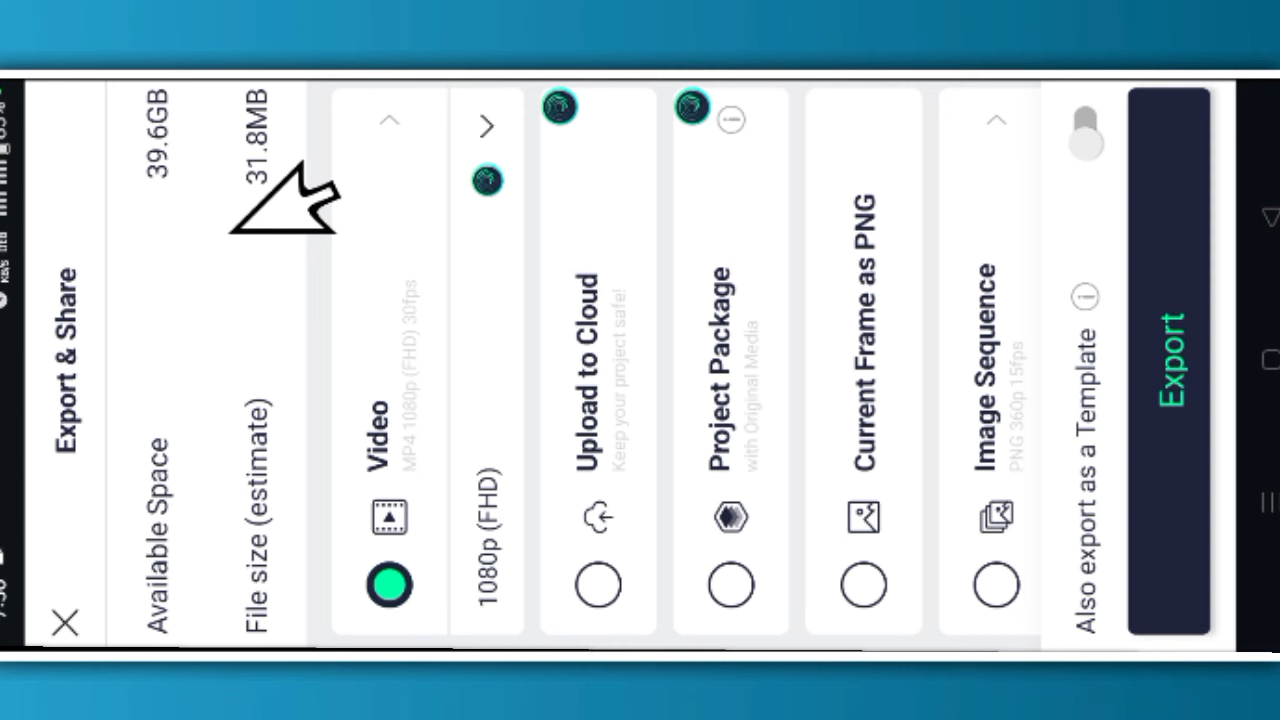 Export & Share
Available Space 39.6GB
File size (estimate) 31.8MB
Video
MP4 1080p (FHD) 30fps
1080p (FHD)
Upload to Cloud
Keep your project safe!
Project Package
with Original Media
Current Frame as PNG
Image Sequence
PNG 360p 15fps
Also export as a Template
Export